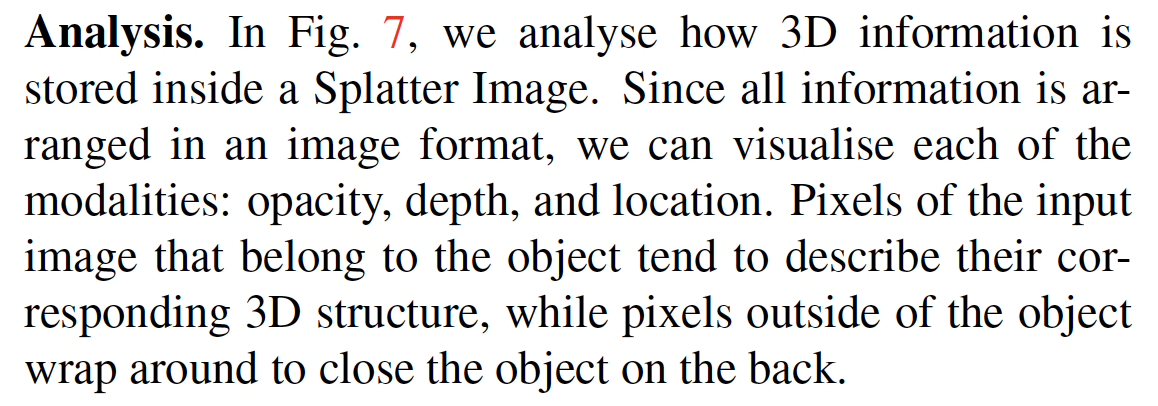 Analysis. In Fig. 7, we analyse how 3D information is
stored inside a Splatter Image. Since all information is ar-
ranged in an image format, we can visualise each of the
modalities: opacity, depth, and location. Pixels of the input
image that belong to the object tend to describe their cor-
responding 3D structure, while pixels outside of the object
wrap around to close the object on the back.